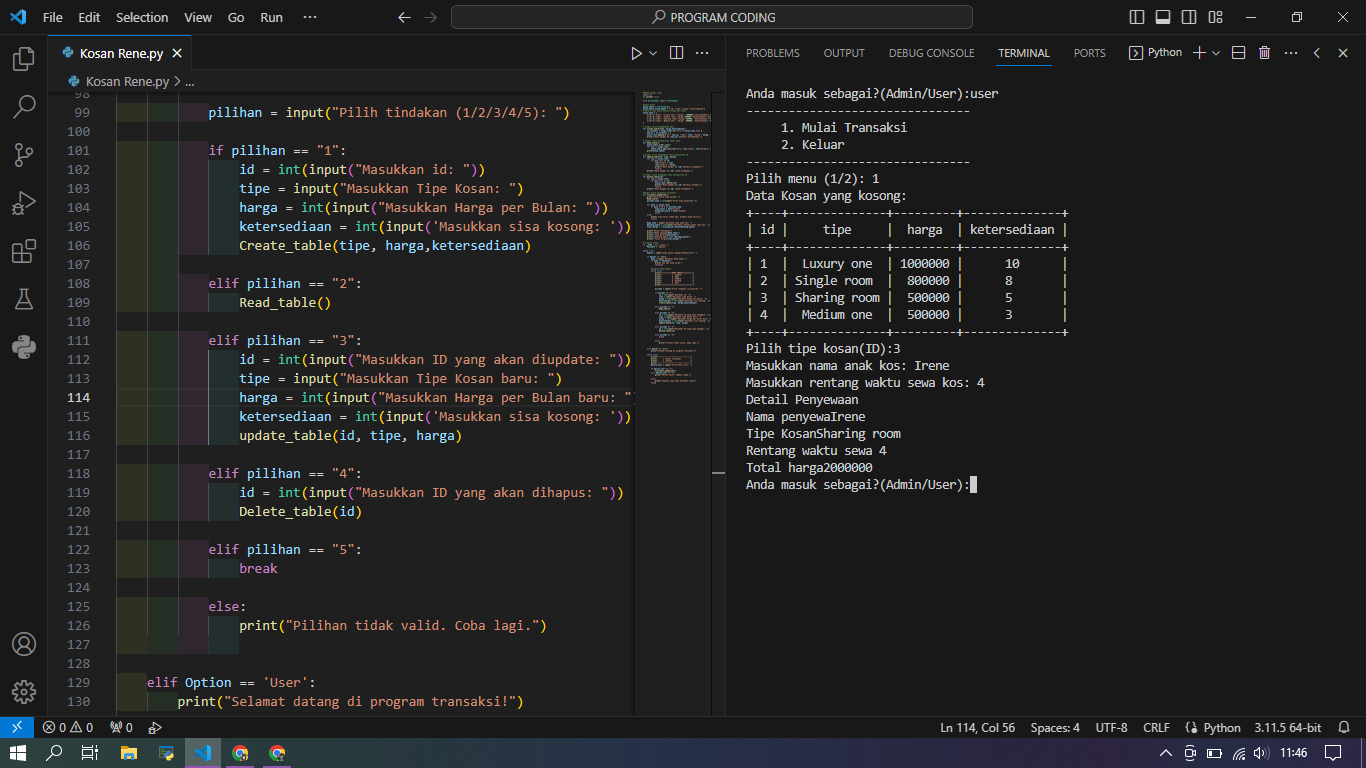 File Edit Selection View Go Run ··· PROGRAM CODING
Kosan Rene.py
Kosan Rene.py > ...
98
99 pilihan = input("Pilih tindakan (1/2/3/4/5): ")
100
101 if pilihan == "1":
102 id = int(input("Masukkan id: "))
103 tipe = input("Masukkan Tipe Kosan: ")
104 harga = int(input("Masukkan Harga per Bulan: "))
105 ketersediaan = int(input('Masukkan sisa kosong: '))
106 Create_table(tipe, harga,ketersediaan)
107
108 elif pilihan == "2":
109 Read_table()
110
111 elif pilihan == "3":
112 id = int(input("Masukkan ID yang akan diupdate: "))
113 tipe = input("Masukkan Tipe Kosan baru: ")
114 harga = int(input("Masukkan Harga per Bulan baru: "
115 ketersediaan = int(input('Masukkan sisa kosong: '))
116 update_table(id, tipe, harga)
117
118 elif pilihan == "4":
119 id = int(input("Masukkan ID yang akan dihapus: "))
120 Delete_table(id)
121
122 elif pilihan == "5":
123 break
124
125 else:
126 print("Pilihan tidak valid. Coba lagi.")
127
128
129 elif Option == 'User':
130 print("Selamat datang di program transaksi!")
PROBLEMS OUTPUT DEBUG CONSOLE TERMINAL PORTS Python
Anda masuk sebagai?(Admin/User):user
-----------------------------
1. Mulai Transaksi
2. Keluar
-----------------------------
Pilih menu (1/2): 1
Data Kosan yang kosong:
+----+--------------+---------+--------------+
| id | tipe | harga | ketersediaan |
+----+--------------+---------+--------------+
| 1 | Luxury one | 1000000 | 10 |
| 2 | Single room | 800000 | 8 |
| 3 | Sharing room | 500000 | 5 |
| 4 | Medium one | 500000 | 3 |
+----+--------------+---------+--------------+
Pilih tipe kosan(ID):3
Masukkan nama anak kos: Irene
Masukkan rentang waktu sewa kos: 4
Detail Penyewaan
Nama penyewaIrene
Tipe KosanSharing room
Rentang waktu sewa 4
Total harga2000000
Anda masuk sebagai?(Admin/User):
0 0 0 Ln 114, Col 56 Spaces: 4 UTF-8 CRLF Python 3.11.5 64-bit
11:46